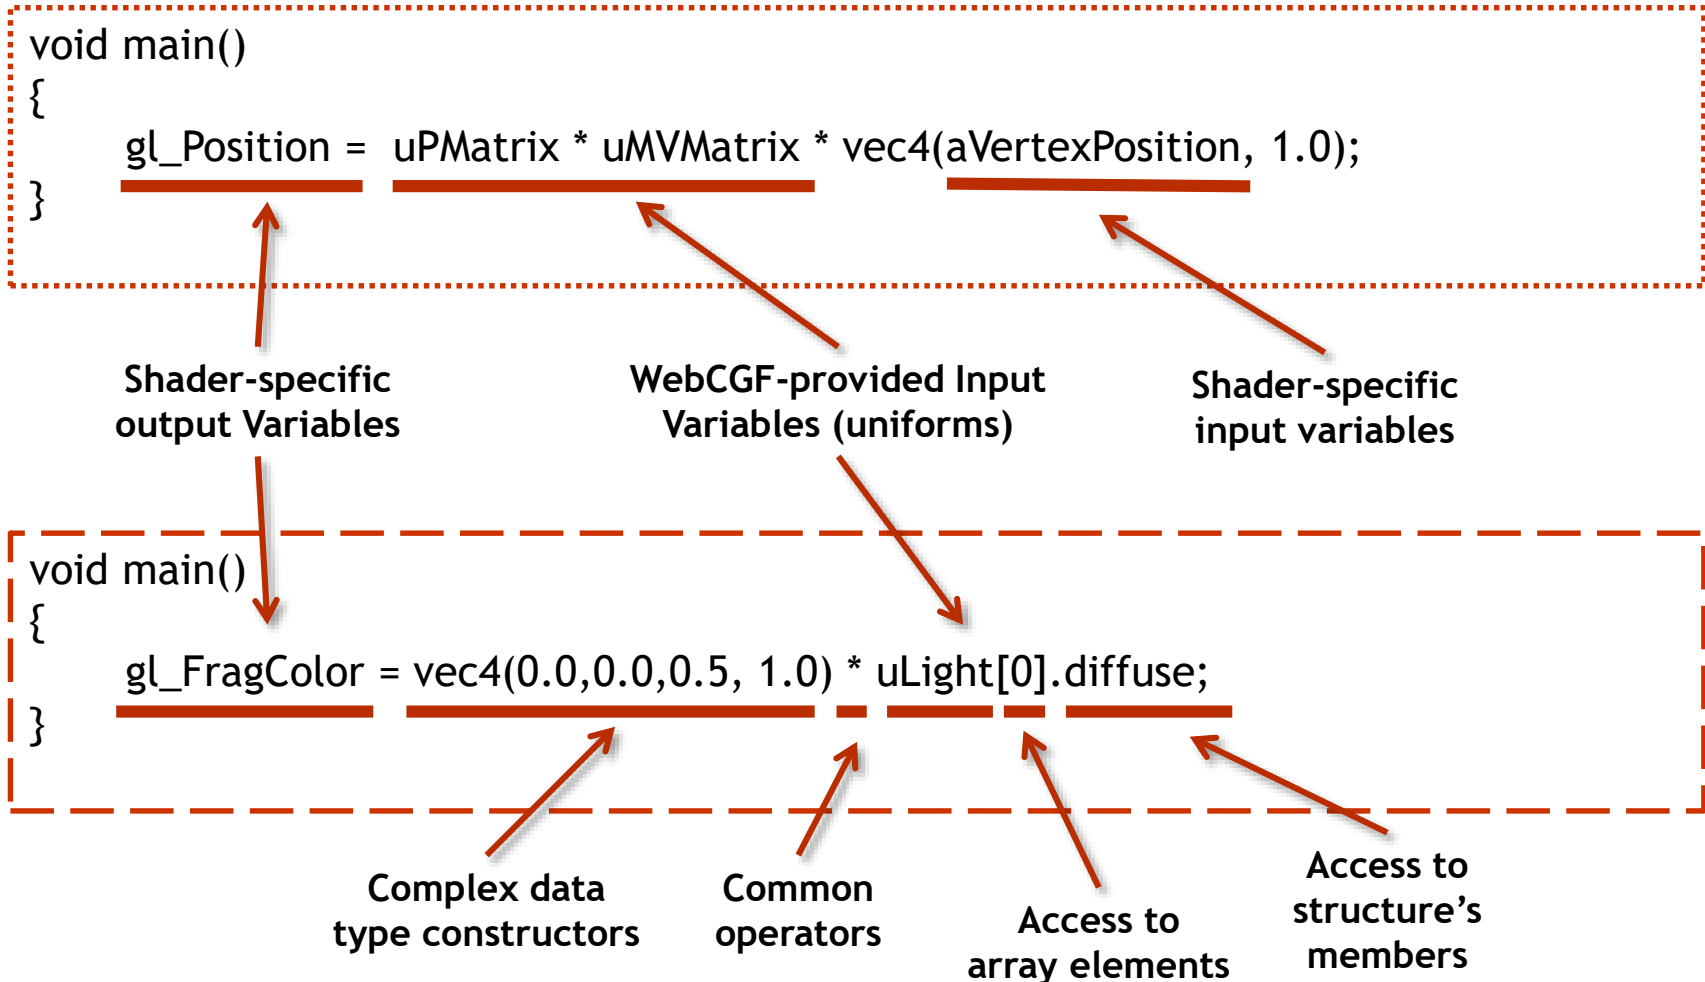 void main()
{
gl_Position = uPMatrix * uMVMatrix * vec4(aVertexPosition, 1.0);
}
Shader-specific
output Variables
WebCGF-provided Input
Variables (uniforms)
Shader-specific
input variables
void main()
{
gl_FragColor = vec4(0.0,0.0,0.5, 1.0) * uLight[0].diffuse;
}
Complex data
type constructors
Common
operators
Access to
array elements
Access to
structure's
members